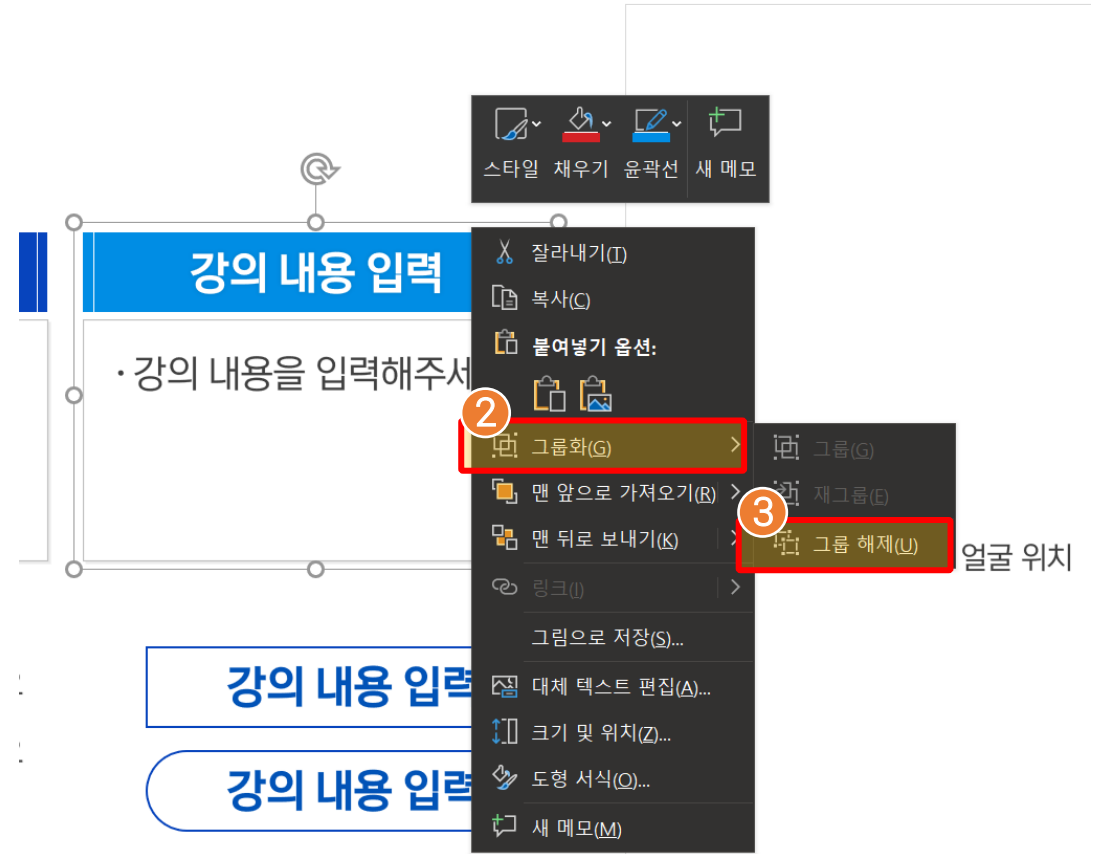 스타일 채우기 윤곽선 새 메모
강의 내용 입력
· 강의 내용을 입력해주세
잘라내기(T)
복사(C)
붙여넣기 옵션:
2
그룹화(G)
맨 앞으로 가져오기(R)
맨 뒤로 보내기(K)
링크(I)
그림으로 저장(S)...
대체 텍스트 편집(A)...
크기 및 위치(Z)...
도형 서식(O)...
새 메모(M)
그룹(G)
재그룹(E)
3
그룹 해제(U)
얼굴 위치
강의 내용 입력
강의 내용 입력